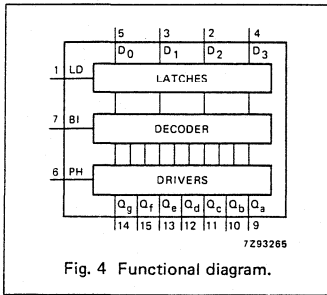 5 3 2 4
D0 D1 D2 D3
1 LD
LATCHES
7 BI
DECODER
6 PH
DRIVERS
Qg Qf Qe Qd Qc Qb Qa
14 15 13 12 11 10 9
7Z93265
Fig. 4 Functional diagram.